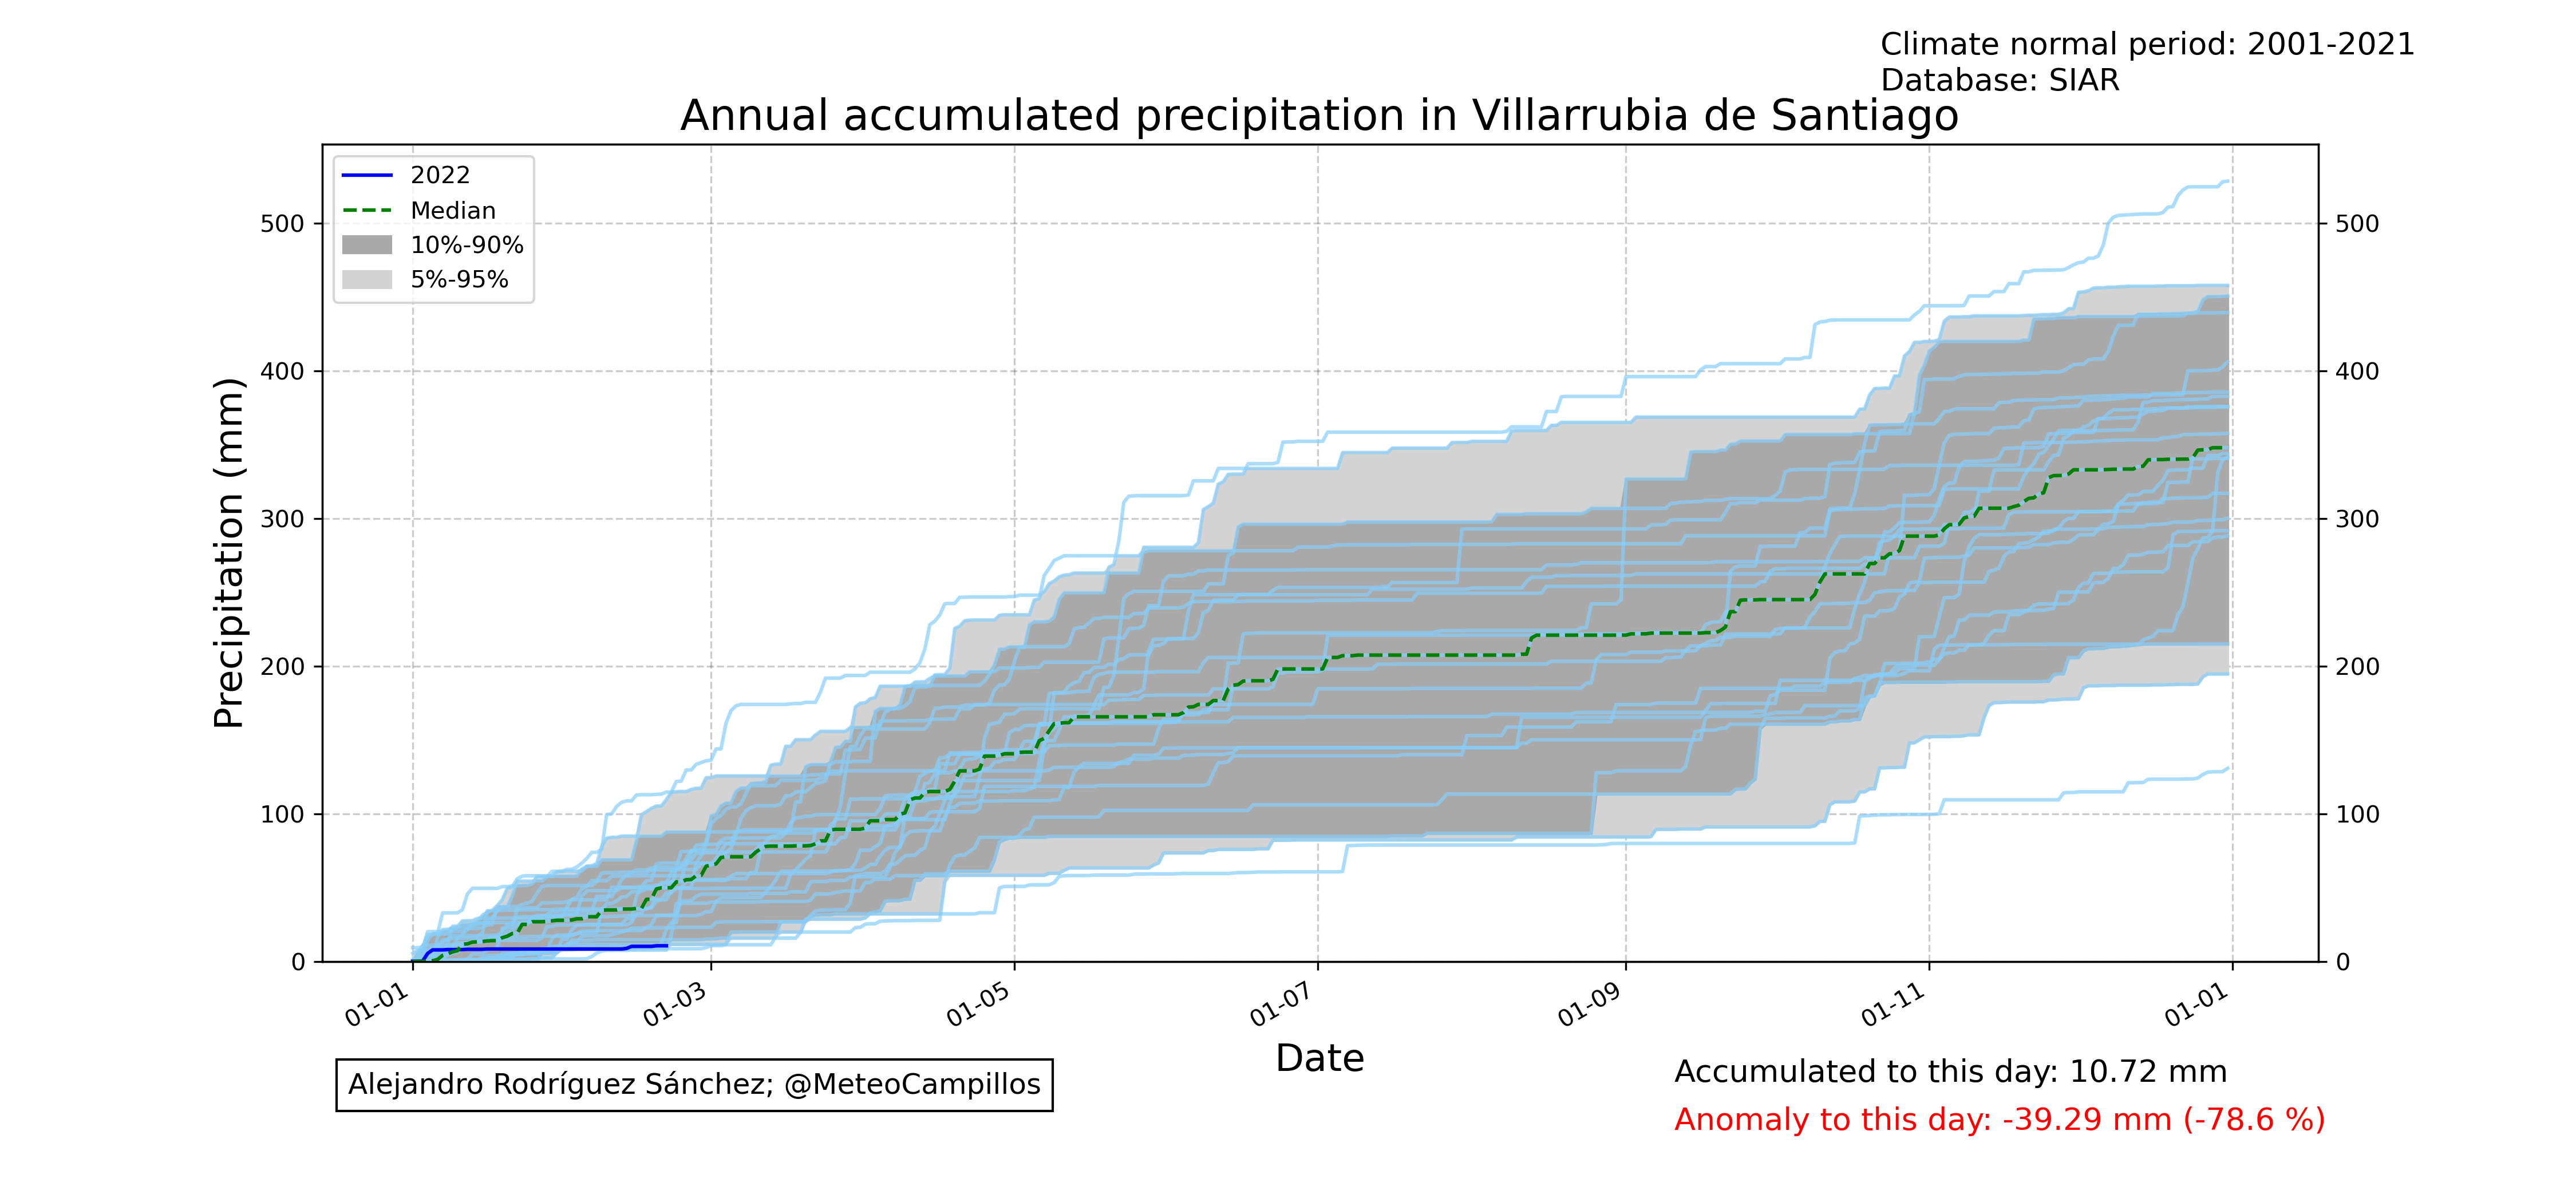 Climate normal period: 2001-2021
Database: SIAR
Annual accumulated precipitation in Villarrubia de Santiago
2022
Median
10%-90%
5%-95%
Precipitation (mm)
500
400
300
200
100
0
500
400
300
200
100
0
01-01
01-03
01-05
01-07
01-09
01-11
01-01
Date
Alejandro Rodríguez Sánchez; @MeteoCampillos
Accumulated to this day: 10.72 mm
Anomaly to this day: -39.29 mm (-78.6 %)